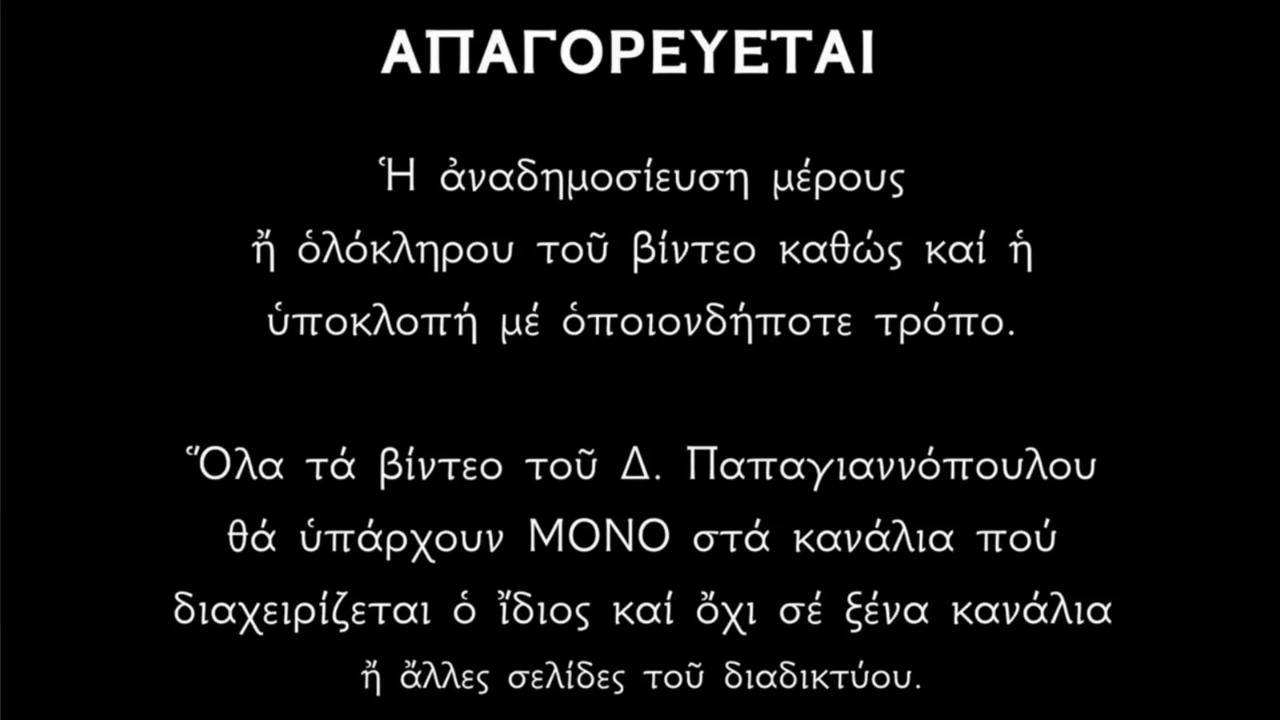 ΑΠΑΓΟΡΕΥΕΤΑΙ
Ἡ ἀναδημοσίευση μέρους
ἤ ὁλόκληρου τοῦ βίντεο καθώς καί ἡ
ὑποκλοπή μέ ὁποιονδήποτε τρόπο.
Ὅλα τά βίντεο τοῦ Δ. Παπαγιαννόπουλου
θά ὑπάρχουν ΜΟΝΟ στά κανάλια πού
διαχειρίζεται ὁ ἴδιος καί ὄχι σέ ξένα κανάλια
ἤ ἄλλες σελίδες τοῦ διαδικτύου.